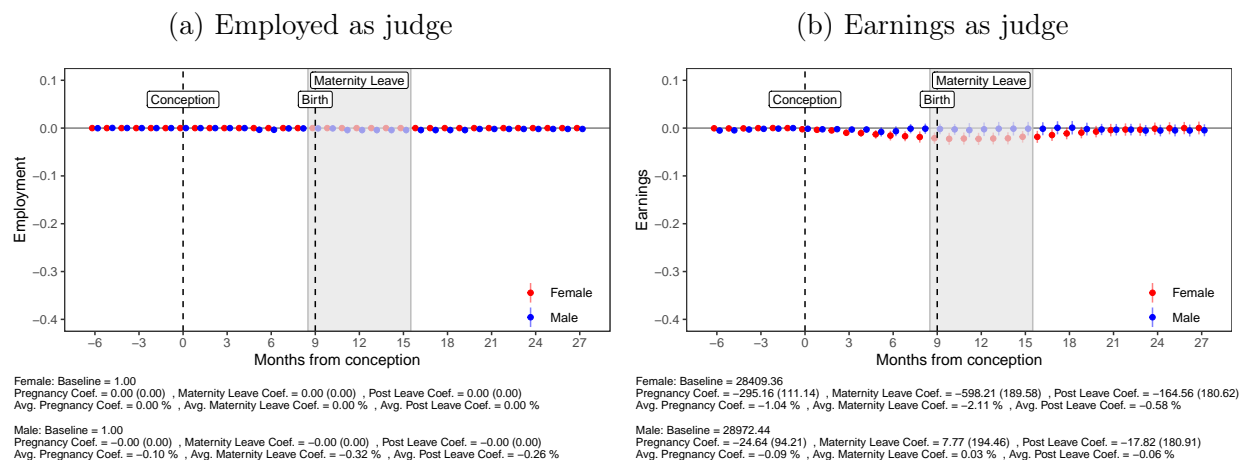 (a) Employed as judge
0.1
0.0
−0.1
−0.2
−0.3
−0.4
Employment
Maternity Leave
Conception
Birth
Female
Male
−6 −3 0 3 6 9 12 15 18 21 24 27
Months from conception
Female: Baseline = 1.00
Pregnancy Coef. = 0.00 (0.00) , Maternity Leave Coef. = 0.00 (0.00) , Post Leave Coef. = 0.00 (0.00)
Avg. Pregnancy Coef. = 0.00 % , Avg. Maternity Leave Coef. = 0.00 % , Avg. Post Leave Coef. = 0.00 %
Male: Baseline = 1.00
Pregnancy Coef. = −0.00 (0.00) , Maternity Leave Coef. = −0.00 (0.00) , Post Leave Coef. = −0.00 (0.00)
Avg. Pregnancy Coef. = −0.10 % , Avg. Maternity Leave Coef. = −0.32 % , Avg. Post Leave Coef. = −0.26 %
(b) Earnings as judge
0.1
0.0
−0.1
−0.2
−0.3
−0.4
Earnings
Maternity Leave
Conception
Birth
Female
Male
−6 −3 0 3 6 9 12 15 18 21 24 27
Months from conception
Female: Baseline = 28409.36
Pregnancy Coef. = −295.16 (111.14) , Maternity Leave Coef. = −598.21 (189.58) , Post Leave Coef. = −164.56 (180.62)
Avg. Pregnancy Coef. = −1.04 % , Avg. Maternity Leave Coef. = −2.11 % , Avg. Post Leave Coef. = −0.58 %
Male: Baseline = 28972.44
Pregnancy Coef. = −24.64 (94.21) , Maternity Leave Coef. = 7.77 (194.46) , Post Leave Coef. = −17.82 (180.91)
Avg. Pregnancy Coef. = −0.09 % , Avg. Maternity Leave Coef. = 0.03 % , Avg. Post Leave Coef. = −0.06 %